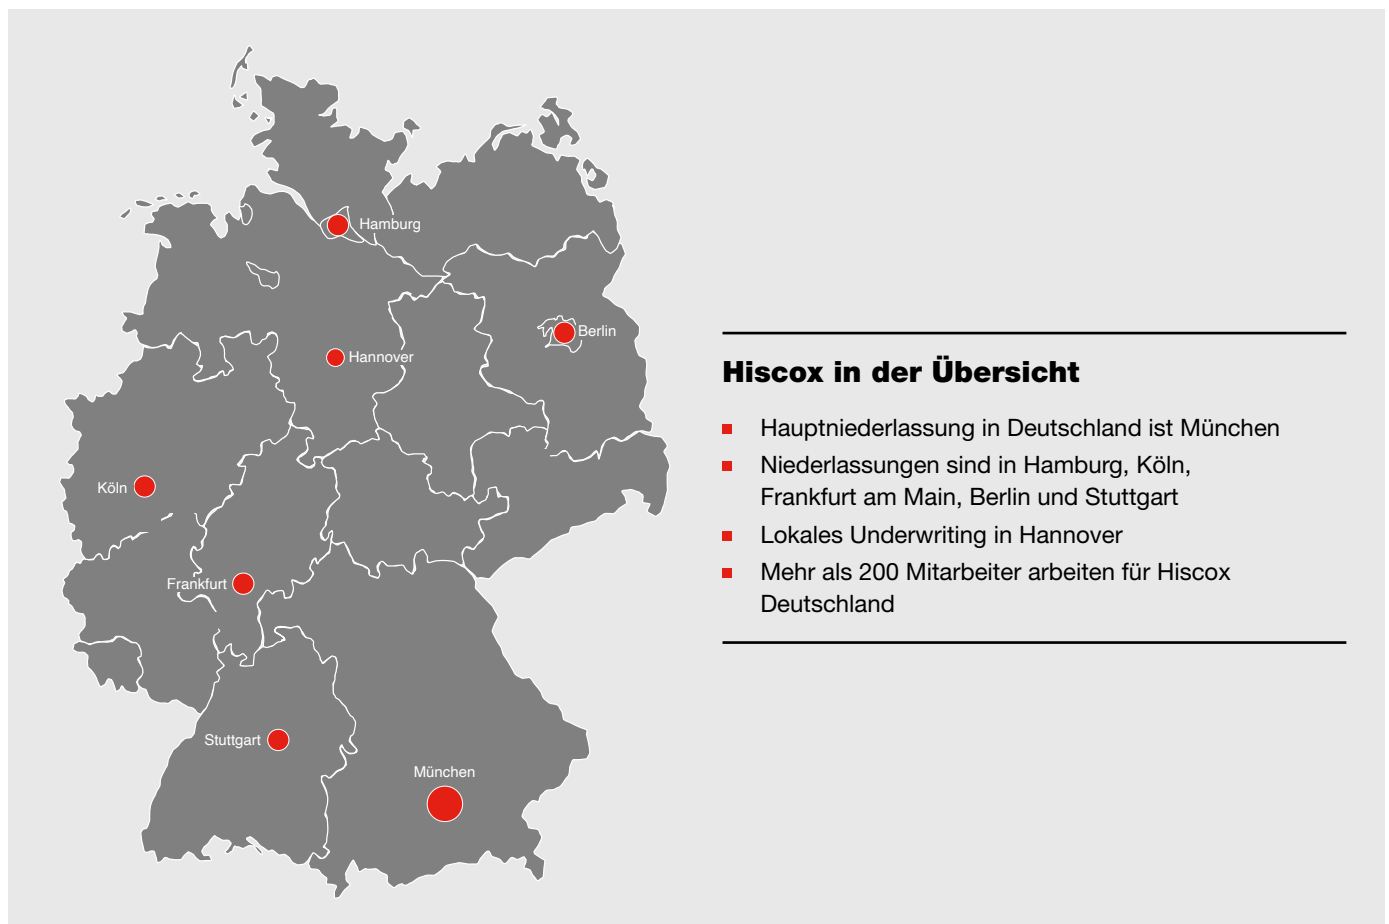 Hamburg
Berlin
Hannover
Köln
Frankfurt
Stuttgart
München
Hiscox in der Übersicht
Hauptniederlassung in Deutschland ist München
Niederlassungen sind in Hamburg, Köln,
Frankfurt am Main, Berlin und Stuttgart
Lokales Underwriting in Hannover
Mehr als 200 Mitarbeiter arbeiten für Hiscox
Deutschland